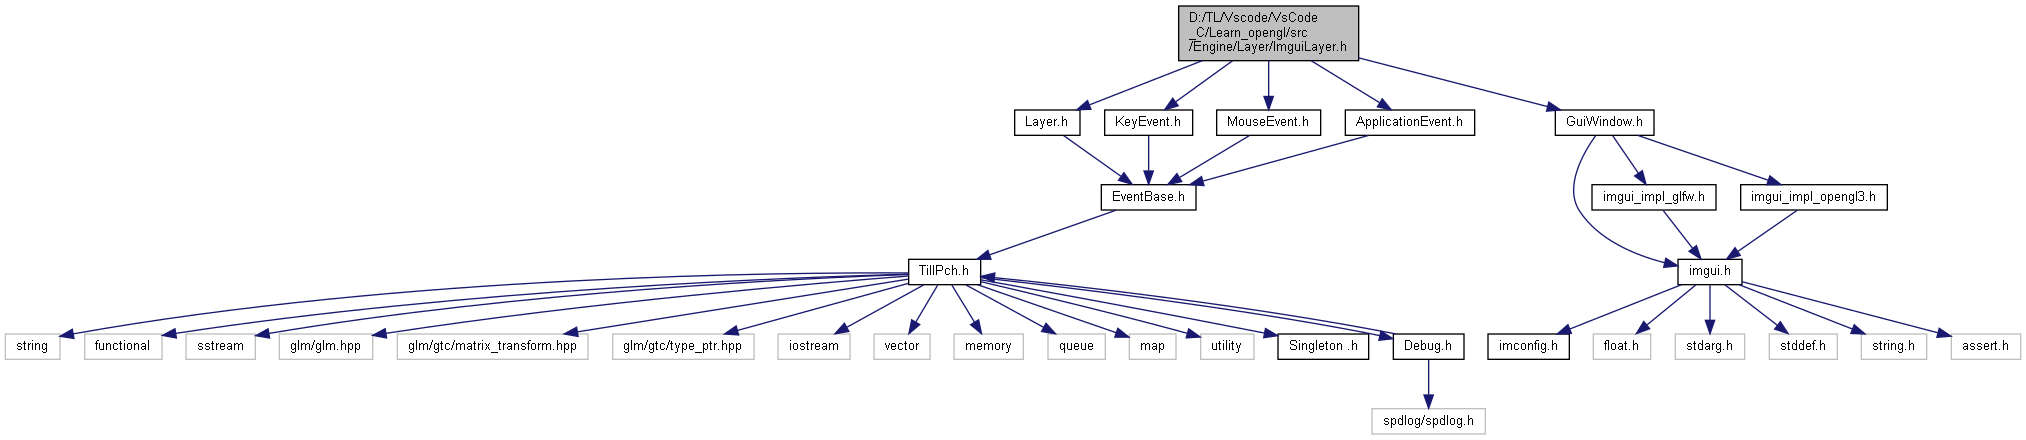 D:/TL/Vscode/VsCode
_C/Learn_opengl/src
/Engine/Layer/ImguiLayer.h
Layer.h
KeyEvent.h
MouseEvent.h
ApplicationEvent.h
GuiWindow.h
EventBase.h
imgui_impl_glfw.h
imgui_impl_opengl3.h
TillPch.h
imgui.h
string
functional
sstream
glm/glm.hpp
glm/gtc/matrix_transform.hpp
glm/gtc/type_ptr.hpp
iostream
vector
memory
queue
map
utility
Singleton .h
Debug.h
imconfig.h
float.h
stdarg.h
stddef.h
string.h
assert.h
spdlog/spdlog.h